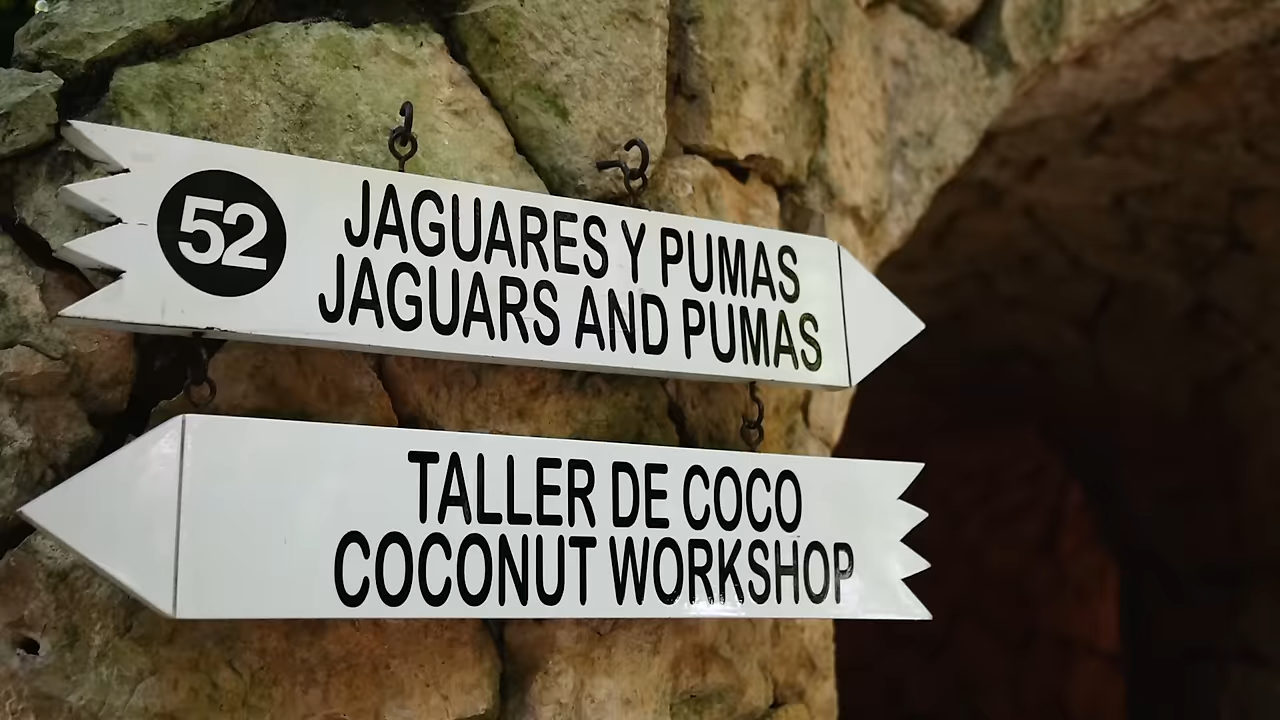 52
JAGUARES Y PUMAS
JAGUARS AND PUMAS
TALLER DE COCO
COCONUT WORKSHOP